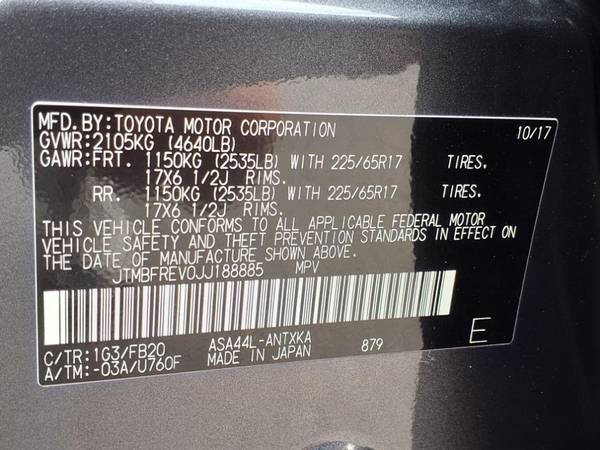 MFD.BY:TOYOTA MOTOR CORPORATION 10/17
GVWR:2105KG (4640LB)
GAWR:FRT. 1150KG (2535LB) WITH 225/65R17 TIRES.
17X6 1/2J RIMS.
RR. 1150KG (2535LB) WITH 225/65R17 TIRES.
17X6 1/2J RIMS.
THIS VEHICLE CONFORMS TO ALL APPLICABLE FEDERAL MOTOR
VEHICLE SAFETY AND THEFT PREVENTION STANDARDS IN EFFECT ON
THE DATE OF MANUFACTURE SHOWN ABOVE.
JTMBFREV0JJ188885 MPV
C/TR:1G3/FB20 ASA44L-ANTXKA 879 E
A/TM:-03A/U760F MADE IN JAPAN